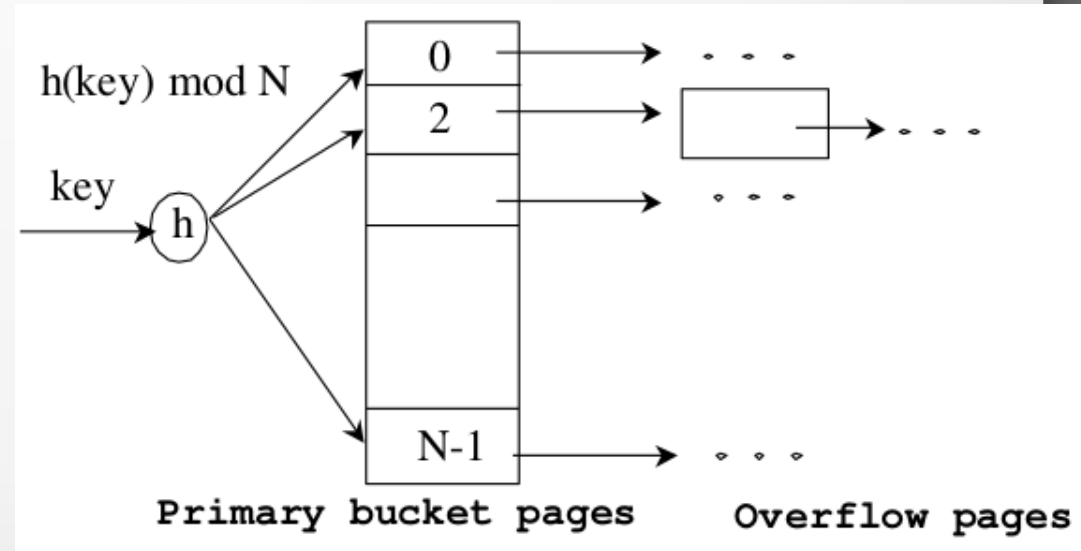 h(key) mod N
key
h
0
2
N-1
Primary bucket pages
Overflow pages